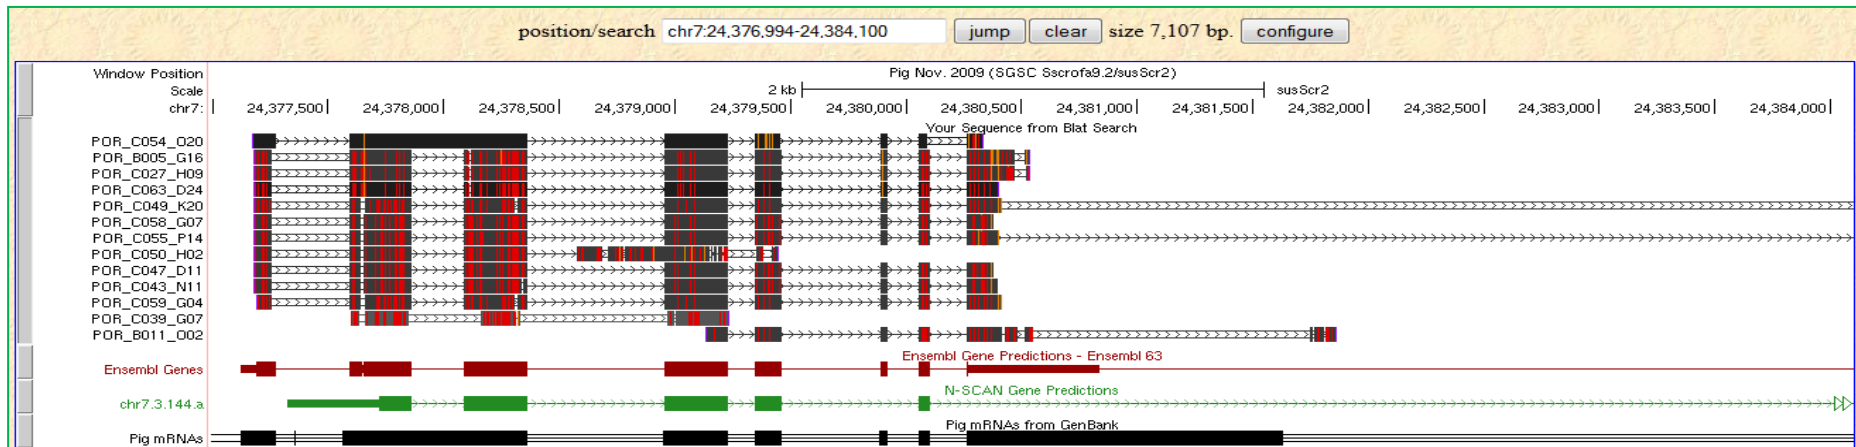 position/search chr7:24,376,994-24,384,100 jump clear size 7,107 bp. configure
Window Position Pig Nov. 2009 (SGSC Sscrofa9.2/susScr2)
Scale 2 kb susScr2
chr7: 24,377,500 24,378,000 24,378,500 24,379,000 24,379,500 24,380,000 24,380,500 24,381,000 24,381,500 24,382,000 24,382,500 24,383,000 24,383,500 24,384,000
Your Sequence from Blat Search
POR_C054_O20
POR_B005_G16
POR_C027_H09
POR_C063_D24
POR_C049_K20
POR_C058_G07
POR_C055_P14
POR_C050_H02
POR_C047_D11
POR_C043_N11
POR_C059_G04
POR_C039_G07
POR_B011_O02
Ensembl Gene Predictions - Ensembl 63
Ensembl Genes
N-SCAN Gene Predictions
chr7.3.144.a
Pig mRNAs from GenBank
Pig mRNAs